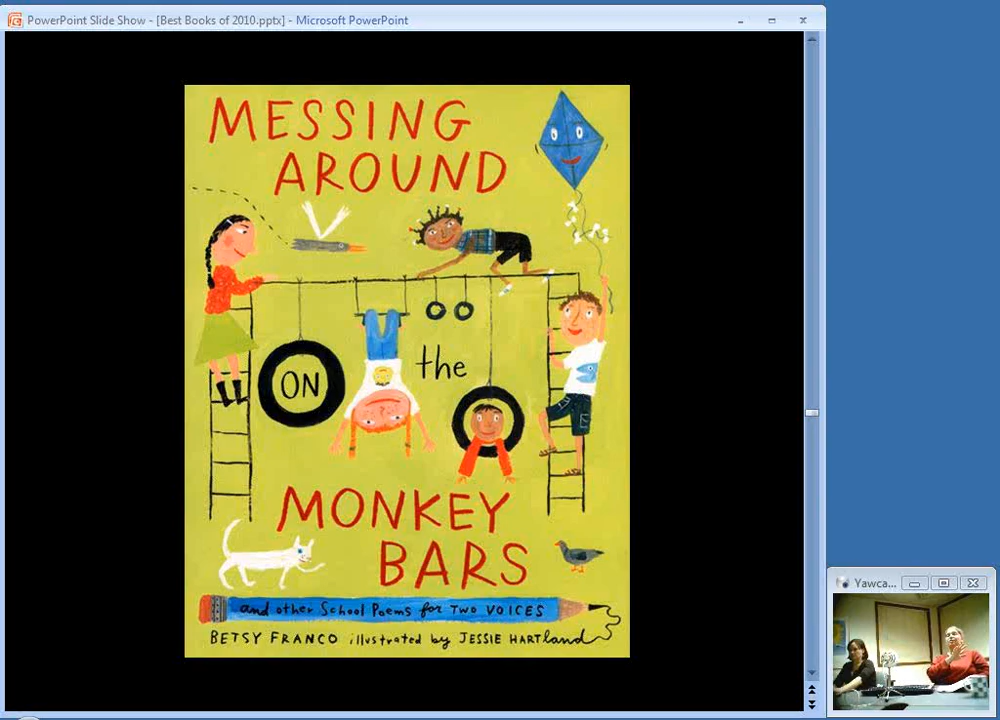 PowerPoint Slide Show - [Best Books of 2010.pptx] - Microsoft PowerPoint
MESSING
AROUND
ON
the
MONKEY
BARS
and other School Poems for TWO VOICES
BETSY FRANCO illustrated by JESSIE HARTland
Yawca...